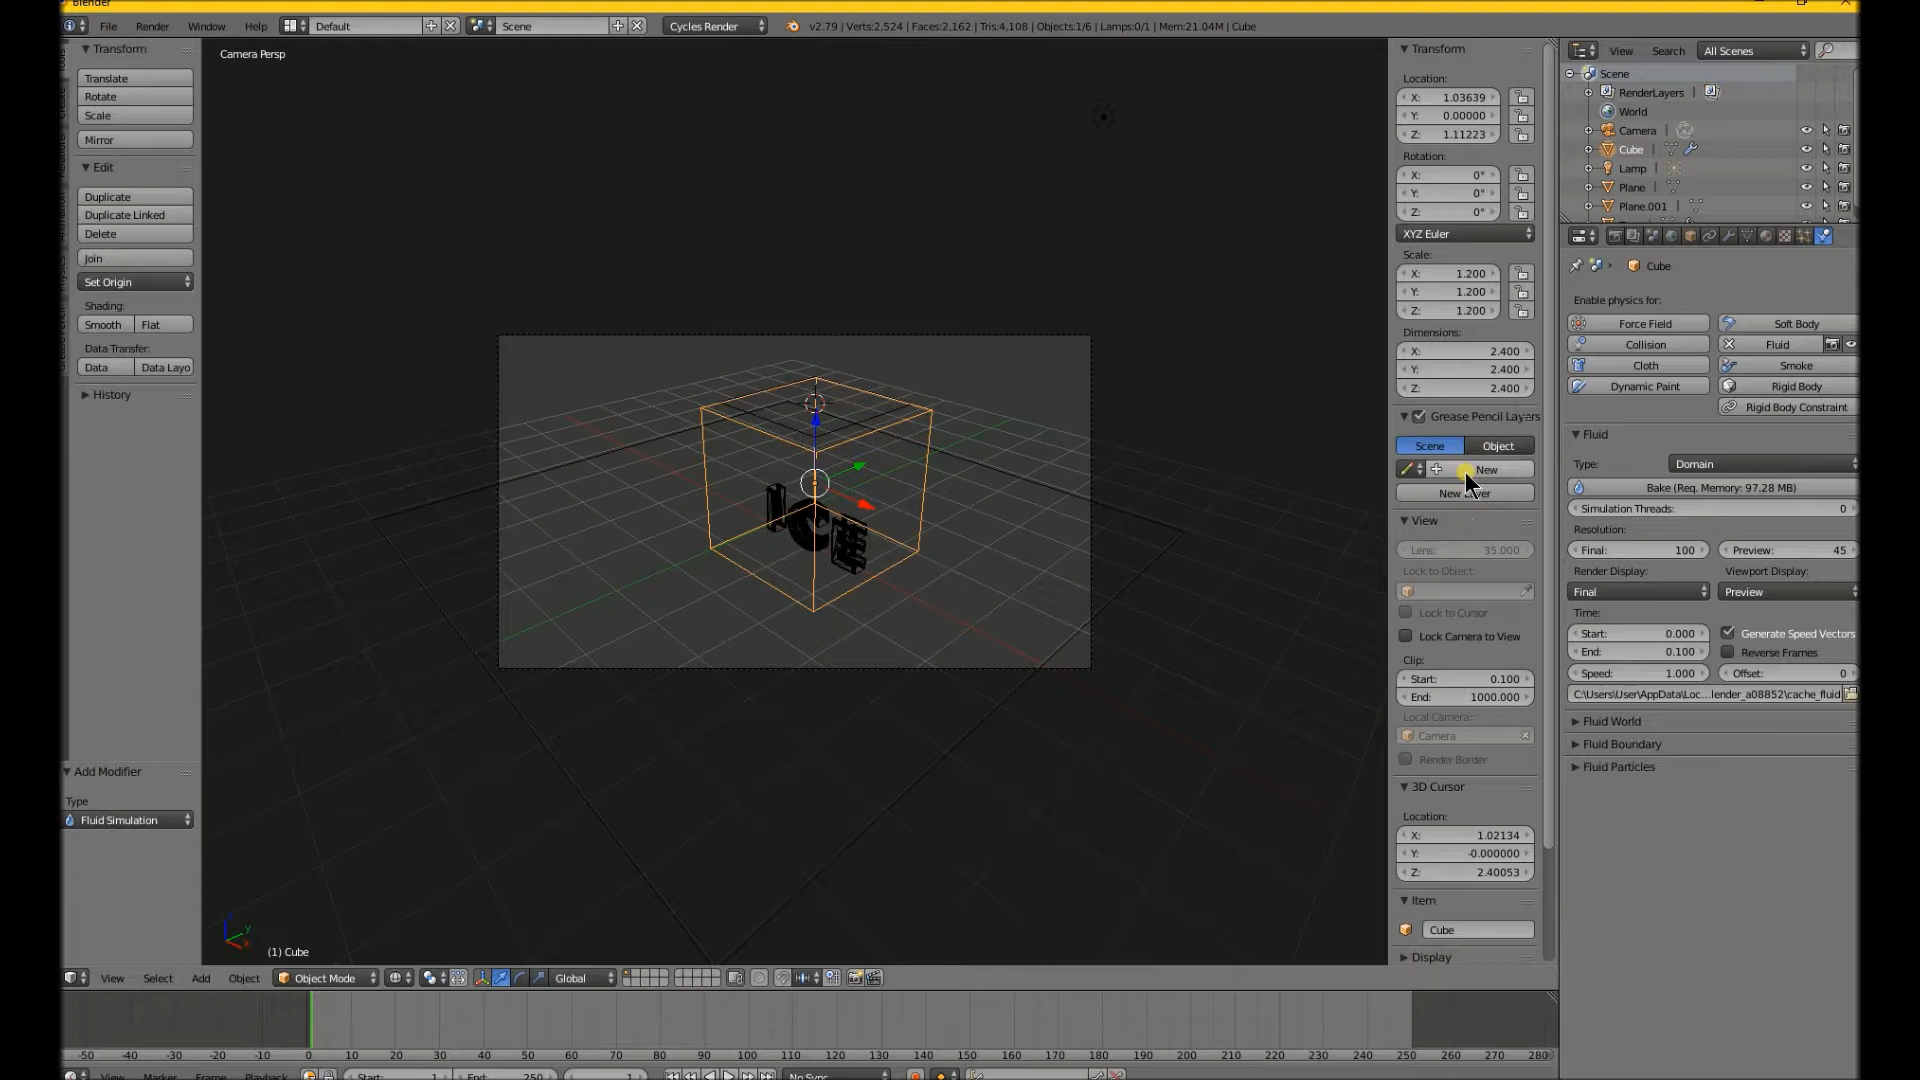 Blender
File Render Window Help Default Scene Cycles Render v2.79 | Verts:2,524 | Faces:2,162 | Tris:4,108 | Objects:1/6 | Lamps:0/1 | Mem:21.04M | Cube
Transform
Translate
Rotate
Scale
Mirror
Edit
Duplicate
Duplicate Linked
Delete
Join
Set Origin
Shading:
Smooth Flat
Data Transfer:
Data Data Layo
History
Add Modifier
Type
Fluid Simulation
Camera Persp
ICE
(1) Cube
Transform
Location:
X: 1.03639
Y: 0.00000
Z: 1.11223
Rotation:
X: 0°
Y: 0°
Z: 0°
XYZ Euler
Scale:
X: 1.200
Y: 1.200
Z: 1.200
Dimensions:
X: 2.400
Y: 2.400
Z: 2.400
Grease Pencil Layers
Scene Object
New
New Layer
View
Lens: 35.000
Lock to Object:
Lock to Cursor
Lock Camera to View
Clip:
Start: 0.100
End: 1000.000
Local Camera:
Camera
Render Border
3D Cursor
Location:
X: 1.02134
Y: -0.000000
Z: 2.40053
Item
Cube
Display
View Search All Scenes
Scene
RenderLayers
World
Camera
Cube
Lamp
Plane
Plane.001
Cube
Enable physics for:
Force Field Soft Body
Collision Fluid
Cloth Smoke
Dynamic Paint Rigid Body
Rigid Body Constraint
Fluid
Type: Domain
Bake (Req. Memory: 97.28 MB)
Simulation Threads: 0
Resolution:
Final: 100 Preview: 45
Render Display: Viewport Display:
Final Preview
Time:
Start: 0.000 Generate Speed Vectors
End: 0.100 Reverse Frames
Speed: 1.000 Offset: 0
C:\Users\User\AppData\Loc...lender_a08852\cache_fluid
Fluid World
Fluid Boundary
Fluid Particles
View Select Add Object Object Mode Global
-50 -40 -30 -20 -10 0 10 20 30 40 50 60 70 80 90 100 110 120 130 140 150 160 170 180 190 200 210 220 230 240 250 260 270 280
View Marker Frame Playback Start: 1 End: 250 1 No Sync